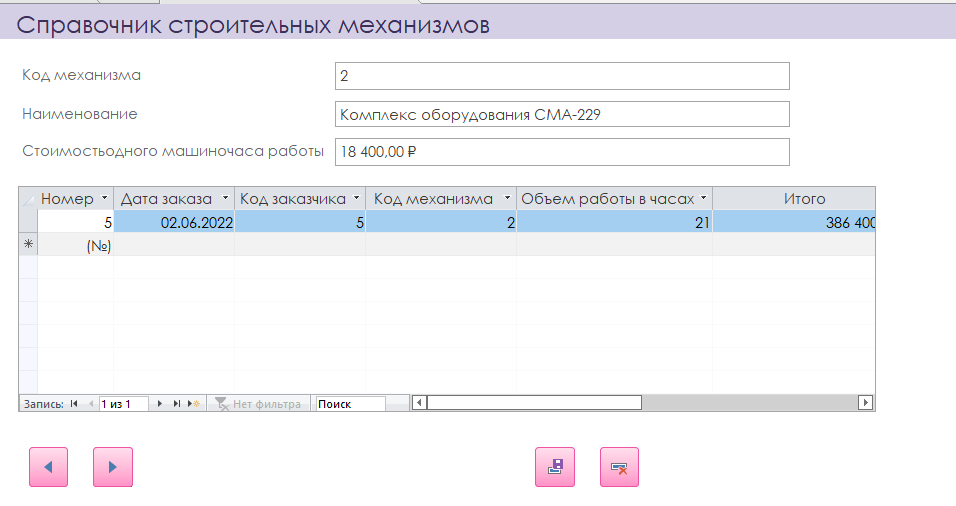 Справочник строительных механизмов
Код механизма 2
Наименование Комплекс оборудования СМА-229
Стоимостьодного машиночаса работы 18 400,00 ₽
Номер Дата заказа Код заказчика Код механизма Объем работы в часах Итого
5 02.06.2022 5 2 21 386 400
* (№)
Запись: 1 из 1 Нет фильтра Поиск